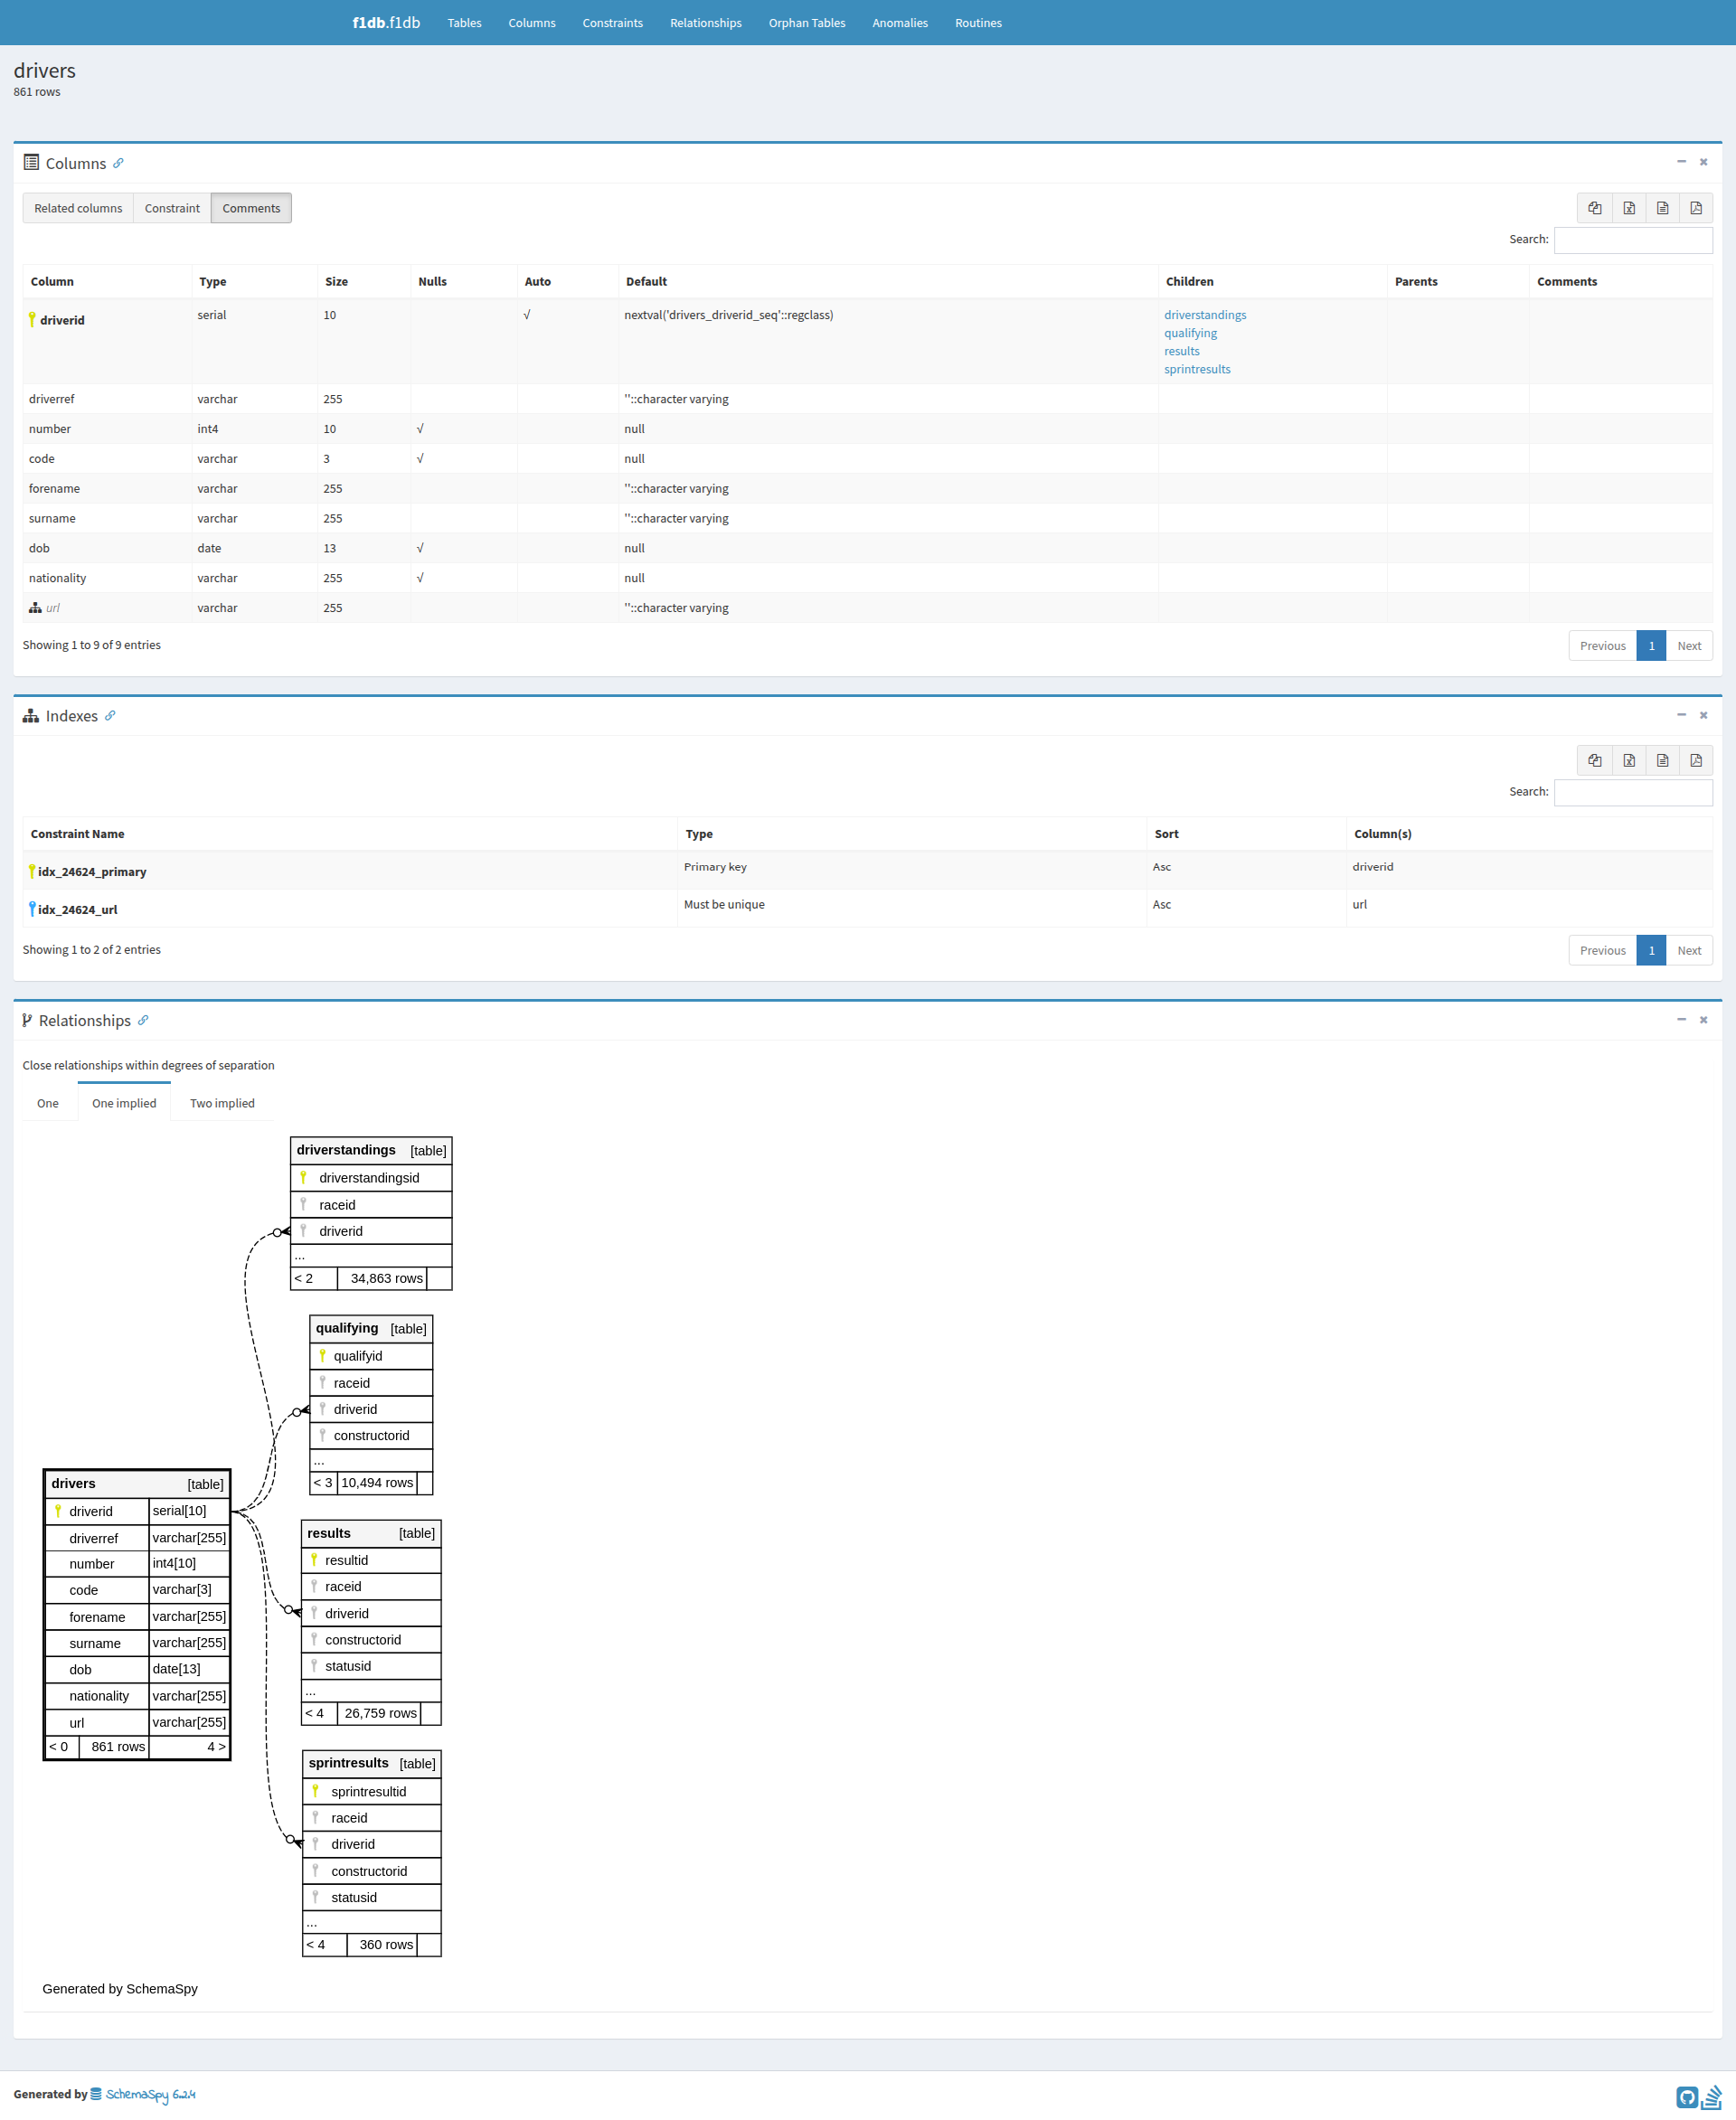 f1db.f1db Tables Columns Constraints Relationships Orphan Tables Anomalies Routines
drivers
861 rows
Columns
Related columns Constraint Comments
Search:
Column Type Size Nulls Auto Default Children Parents Comments
driverid serial 10 √ nextval('drivers_driverid_seq'::regclass) driverstandings
qualifying
results
sprintresults
driverref varchar 255 ''::character varying
number int4 10 √ null
code varchar 3 √ null
forename varchar 255 ''::character varying
surname varchar 255 ''::character varying
dob date 13 √ null
nationality varchar 255 √ null
url varchar 255 ''::character varying
Showing 1 to 9 of 9 entries Previous 1 Next
Indexes
Search:
Constraint Name Type Sort Column(s)
idx_24624_primary Primary key Asc driverid
idx_24624_url Must be unique Asc url
Showing 1 to 2 of 2 entries Previous 1 Next
Relationships
Close relationships within degrees of separation
One One implied Two implied
driverstandings [table]
driverstandingsid
raceid
driverid
...
< 2 34,863 rows
qualifying [table]
qualifyid
raceid
driverid
constructorid
...
< 3 10,494 rows
drivers [table]
driverid serial[10]
driverref varchar[255]
number int4[10]
code varchar[3]
forename varchar[255]
surname varchar[255]
dob date[13]
nationality varchar[255]
url varchar[255]
< 0 861 rows 4 >
results [table]
resultid
raceid
driverid
constructorid
statusid
...
< 4 26,759 rows
sprintresults [table]
sprintresultid
raceid
driverid
constructorid
statusid
...
< 4 360 rows
Generated by SchemaSpy
Generated by SchemaSpy 6.2.4